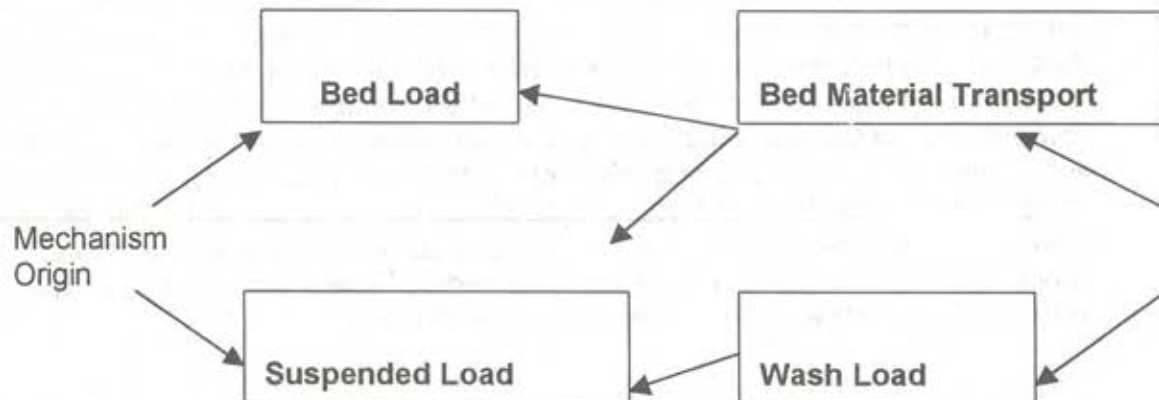 Bed Load
Bed Material Transport
Mechanism
Origin
Suspended Load
Wash Load